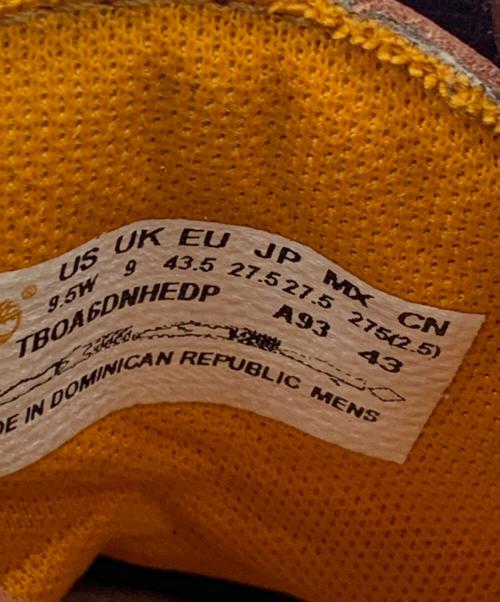 ®
US UK EU JP MX CN
9.5W 9 43.5 27.5 27.5 275(2.5)
TBOA6DNHEDP A93 43
DE IN DOMINICAN REPUBLIC MENS